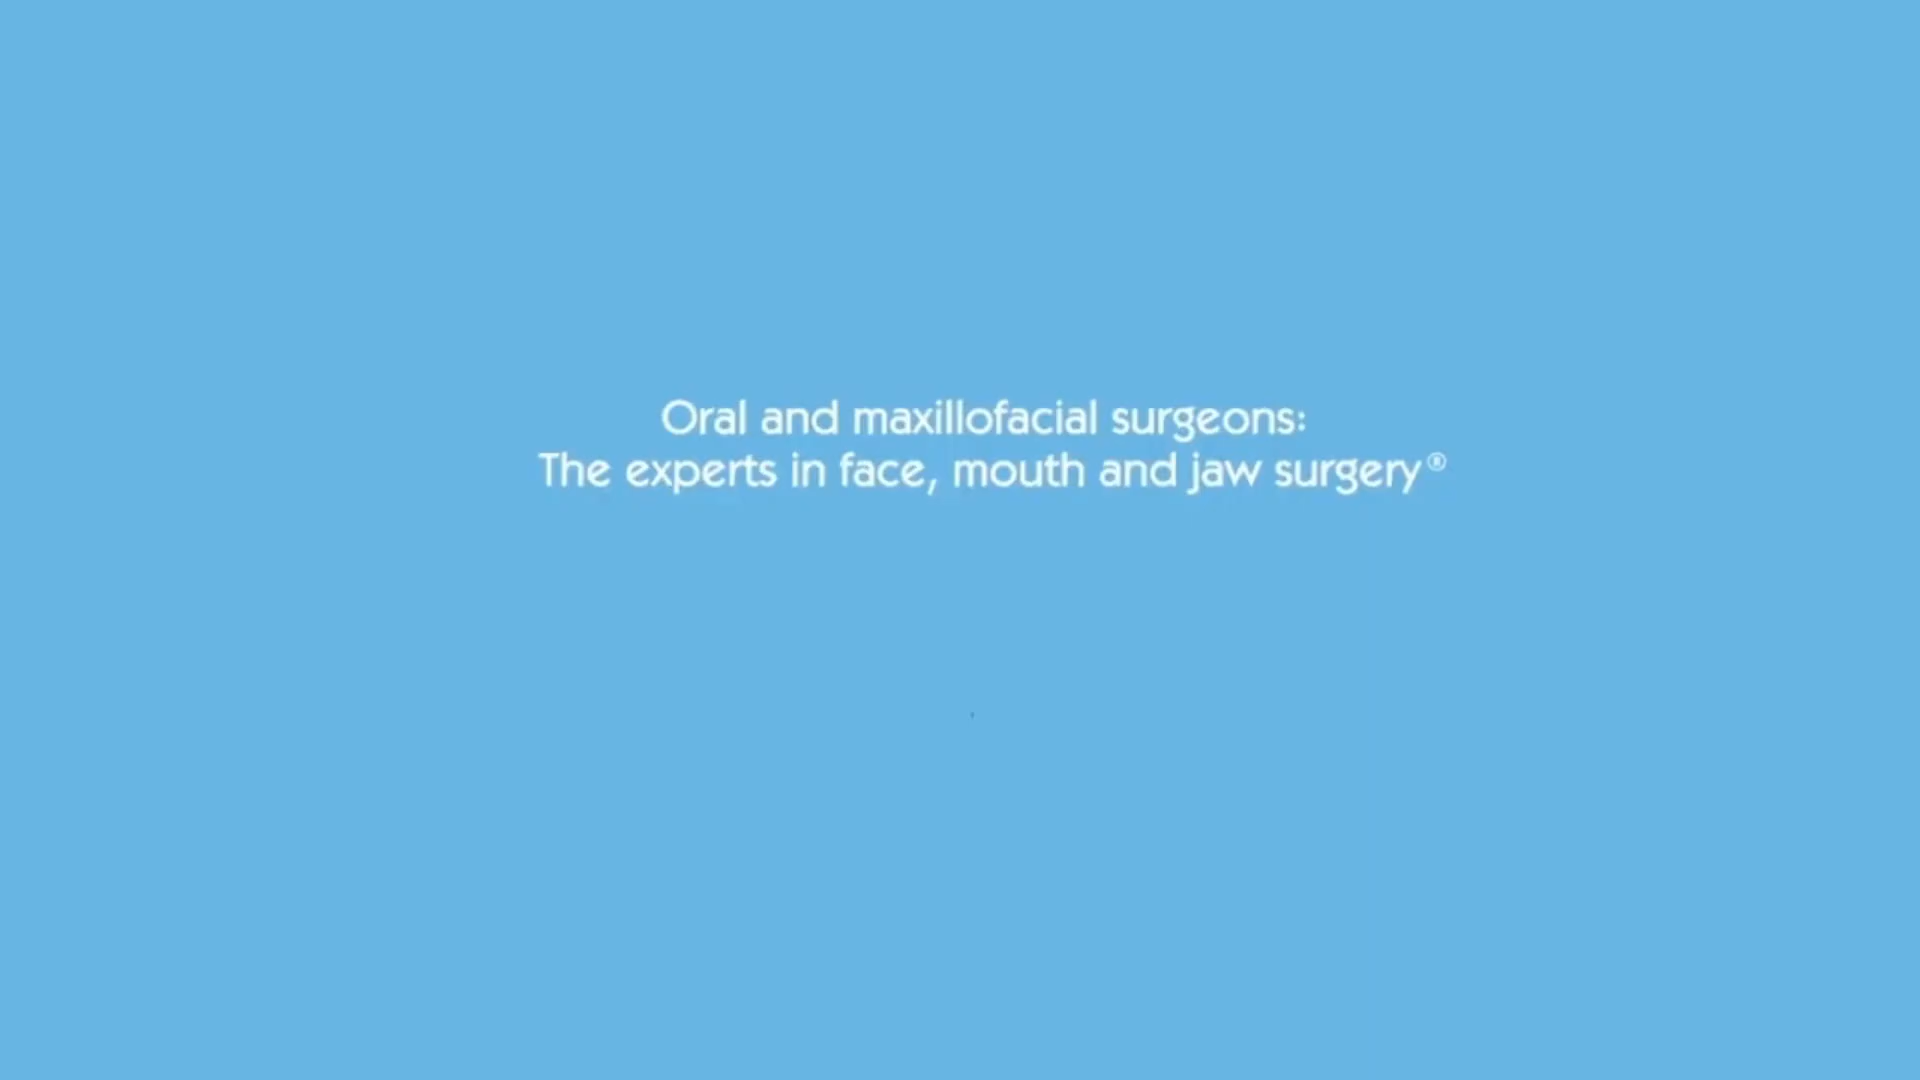 Oral and maxillofacial surgeons:
The experts in face, mouth and jaw surgery®